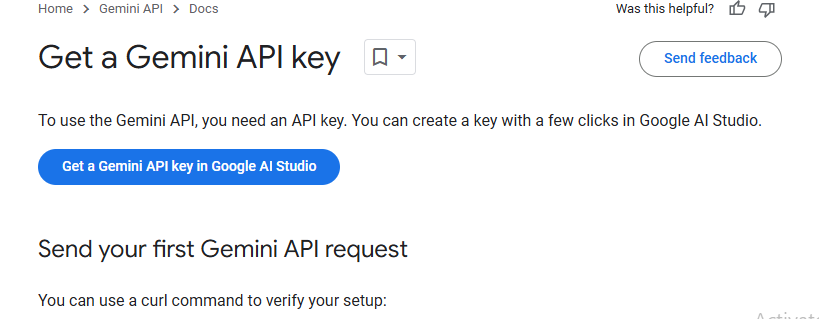 Home > Gemini API > Docs
Was this helpful?
Get a Gemini API key
Send feedback
To use the Gemini API, you need an API key. You can create a key with a few clicks in Google AI Studio.
Get a Gemini API key in Google AI Studio
Send your first Gemini API request
You can use a curl command to verify your setup: